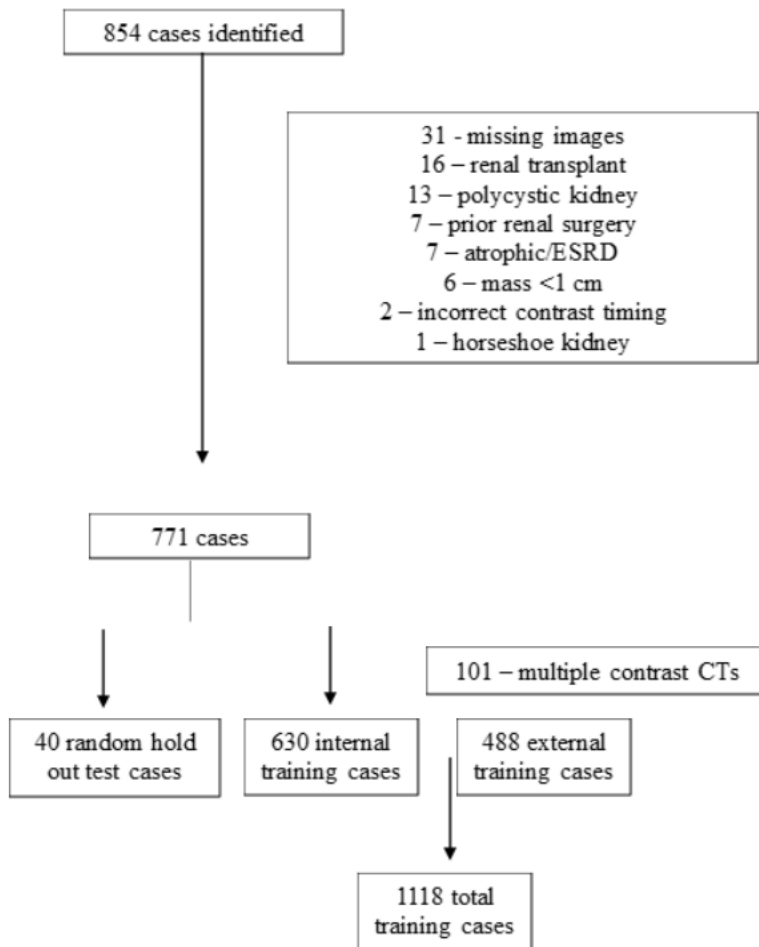 854 cases identified
31 - missing images
16 – renal transplant
13 – polycystic kidney
7 – prior renal surgery
7 – atrophic/ESRD
6 – mass <1 cm
2 – incorrect contrast timing
1 – horseshoe kidney
771 cases
101 – multiple contrast CTs
40 random hold
out test cases
630 internal
training cases
488 external
training cases
1118 total
training cases